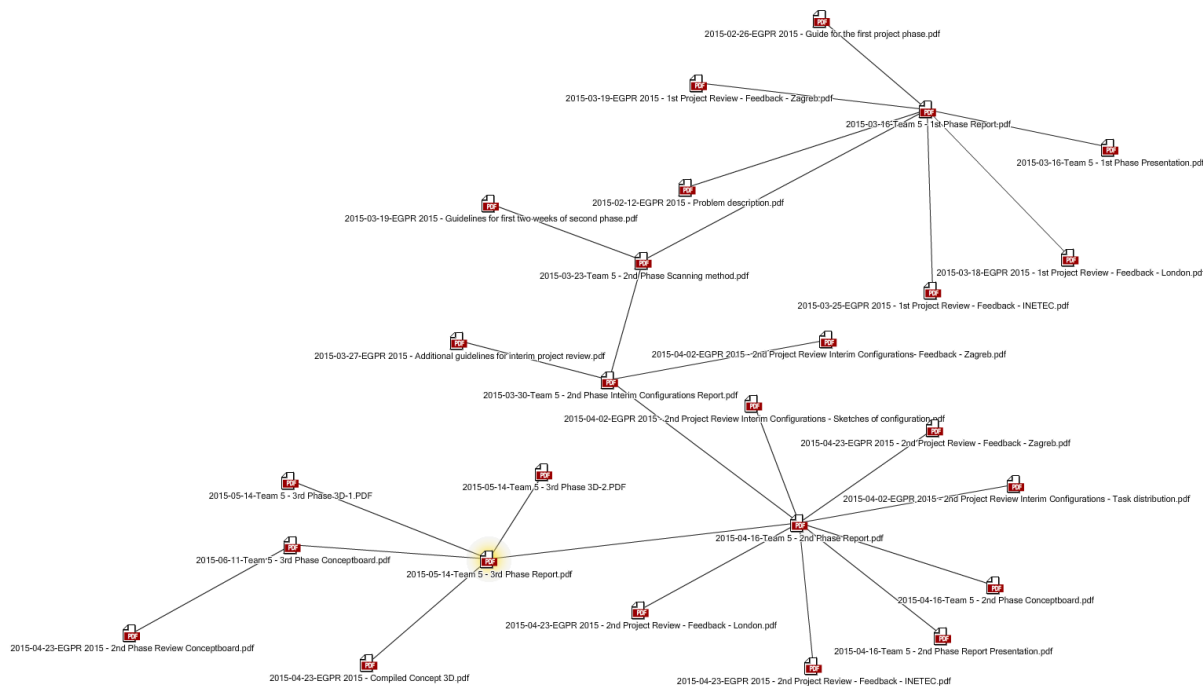 2015-02-26-EGPR 2015 - Guide for the first project phase.pdf
2015-03-19-EGPR 2015 - 1st Project Review - Feedback - Zagreb.pdf
2015-03-16-Team 5 - 1st Phase Report.pdf
2015-03-16-Team 5 - 1st Phase Presentation.pdf
2015-02-12-EGPR 2015 - Problem description.pdf
2015-03-19-EGPR 2015 - Guidelines for first two weeks of second phase.pdf
2015-03-18-EGPR 2015 - 1st Project Review - Feedback - London.pdf
2015-03-23-Team 5 - 2nd Phase Scanning method.pdf
2015-03-25-EGPR 2015 - 1st Project Review - Feedback - INETEC.pdf
2015-03-27-EGPR 2015 - Additional guidelines for interim project review.pdf
2015-04-02-EGPR 2015 - 2nd Project Review Interim Configurations- Feedback - Zagreb.pdf
2015-03-30-Team 5 - 2nd Phase Interim Configurations Report.pdf
2015-04-02-EGPR 2015 - 2nd Project Review Interim Configurations - Sketches of configuration.pdf
2015-04-23-EGPR 2015 - 2nd Project Review - Feedback - Zagreb.pdf
2015-05-14-Team 5 - 3rd Phase 3D-2.PDF
2015-05-14-Team 5 - 3rd Phase 3D-1.PDF
2015-04-02-EGPR 2015 - 2nd Project Review Interim Configurations - Task distribution.pdf
2015-04-16-Team 5 - 2nd Phase Report.pdf
2015-06-11-Team 5 - 3rd Phase Conceptboard.pdf
2015-05-14-Team 5 - 3rd Phase Report.pdf
2015-04-16-Team 5 - 2nd Phase Conceptboard.pdf
2015-04-23-EGPR 2015 - 2nd Project Review - Feedback - London.pdf
2015-04-23-EGPR 2015 - 2nd Phase Review Conceptboard.pdf
2015-04-16-Team 5 - 2nd Phase Report Presentation.pdf
2015-04-23-EGPR 2015 - Compiled Concept 3D.pdf
2015-04-23-EGPR 2015 - 2nd Project Review - Feedback - INETEC.pdf